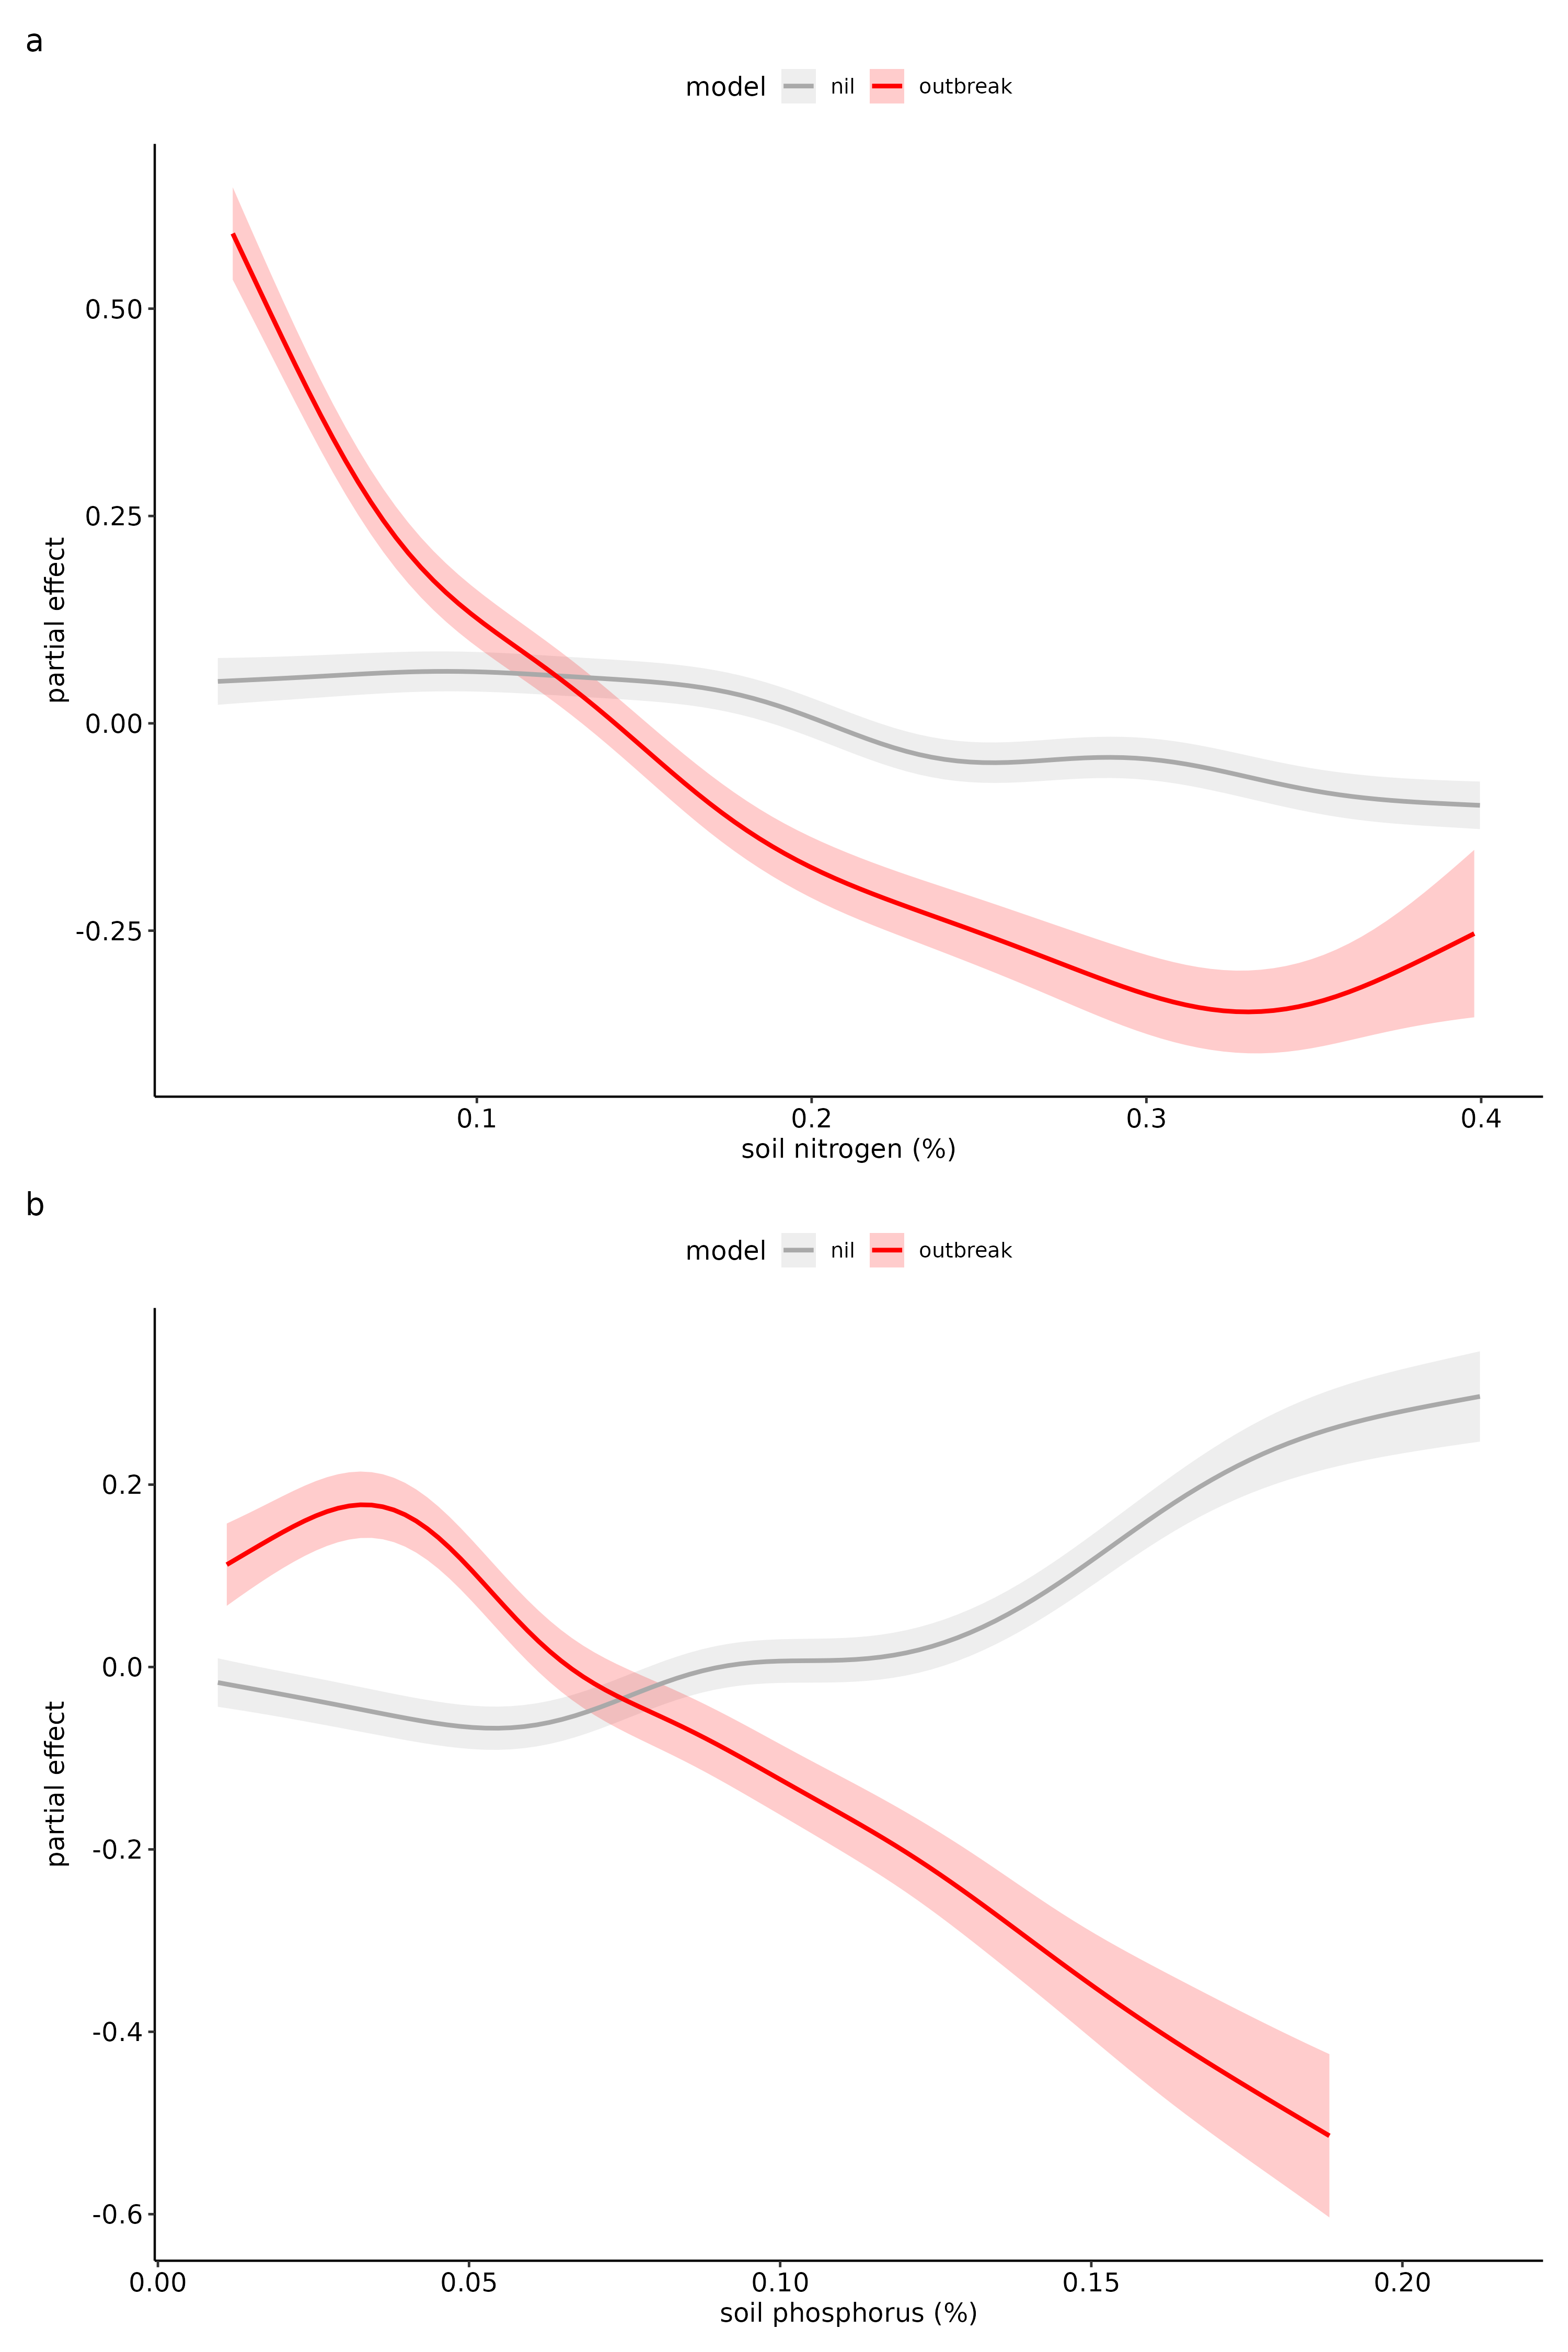 a
model nil outbreak
0.50
0.25
0.00
-0.25
partial effect
0.1 0.2 0.3 0.4
soil nitrogen (%)
b
model nil outbreak
0.2
0.0
-0.2
-0.4
-0.6
partial effect
0.00 0.05 0.10 0.15 0.20
soil phosphorus (%)